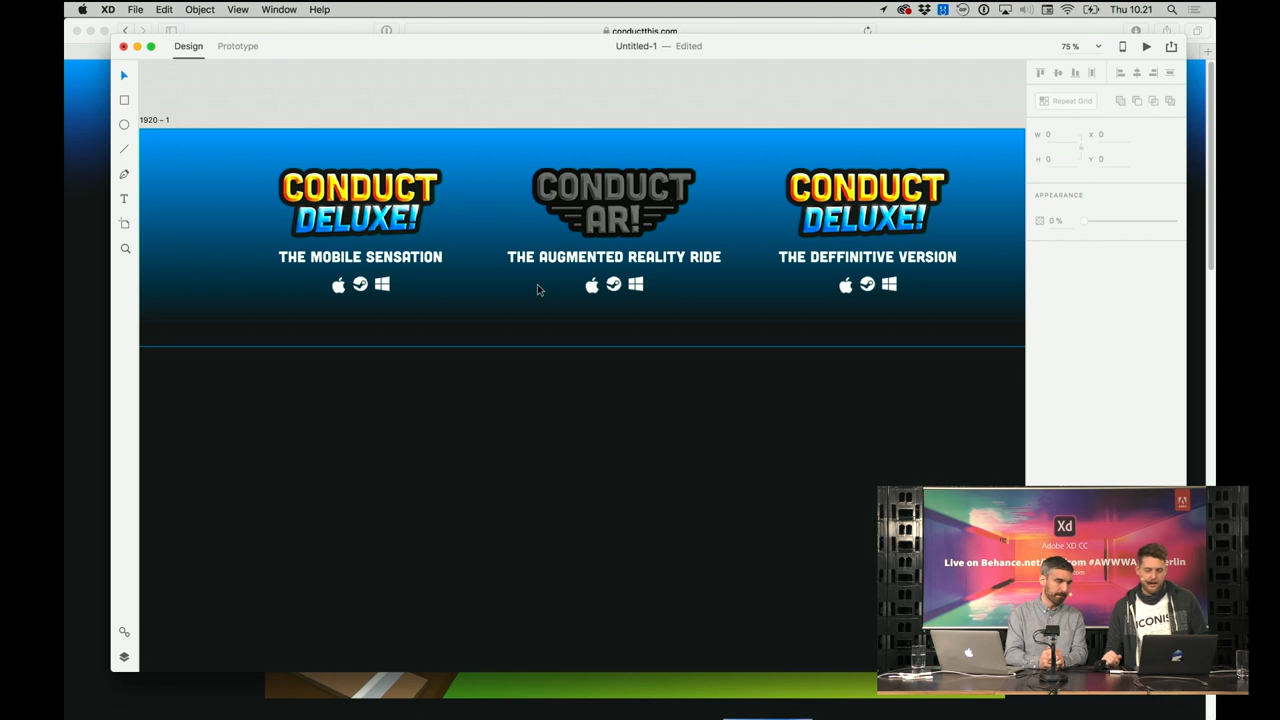 XD File Edit Object View Window Help
Thu 10.21
conductthis.com
Design Prototype
Untitled-1 — Edited
75 %
1920 – 1
Repeat Grid
W 0 X 0
H 0 Y 0
APPEARANCE
0 %
CONDUCT
DELUXE!
THE MOBILE SENSATION
CONDUCT
AR!
THE AUGMENTED REALITY RIDE
CONDUCT
DELUXE!
THE DEFFINITIVE VERSION
Xd
Adobe XD CC
Live on Behance.net/
#AWWWA
ICONIS